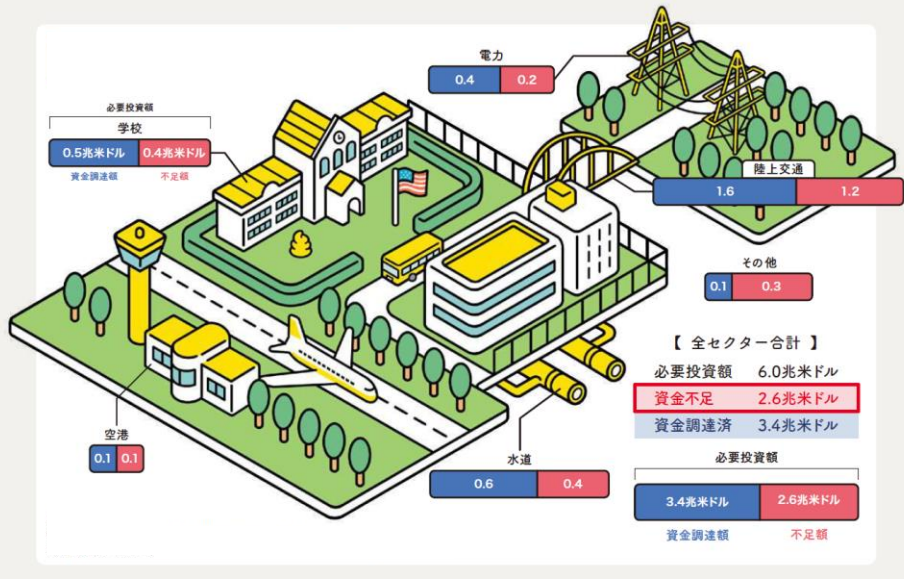 電力
0.4 0.2
必要投資額
学校
0.5兆米ドル 0.4兆米ドル
資金調達額 不足額
陸上交通
1.6 1.2
その他
0.1 0.3
【 全セクター合計 】
必要投資額 6.0兆米ドル
資金不足 2.6兆米ドル
資金調達済 3.4兆米ドル
空港
0.1 0.1
水道
0.6 0.4
必要投資額
3.4兆米ドル 2.6兆米ドル
資金調達額 不足額